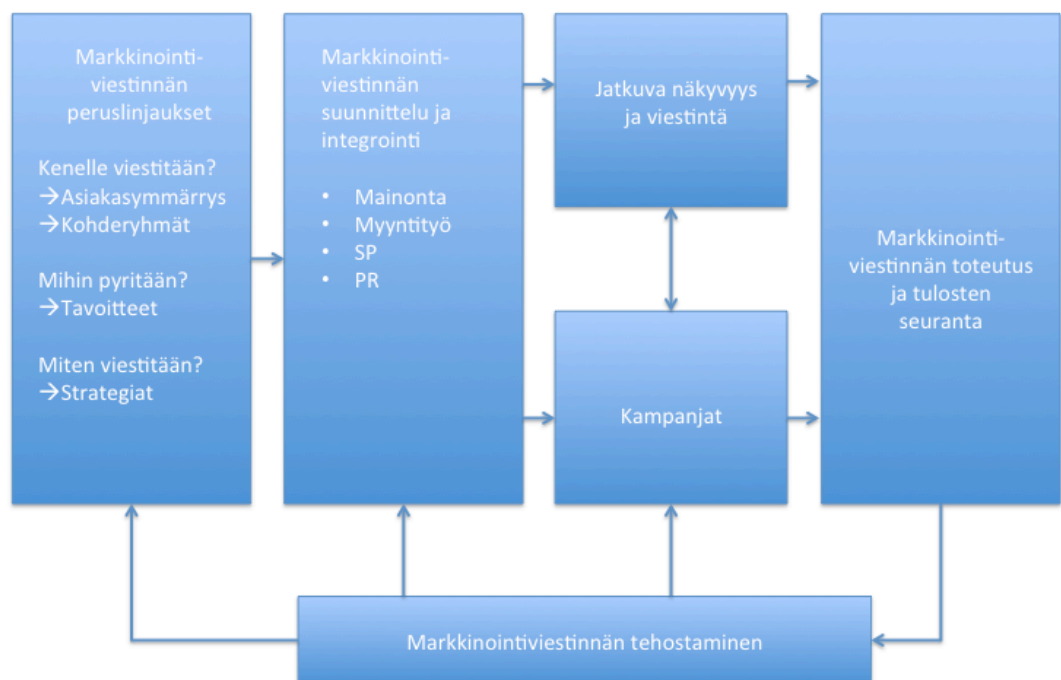 Markkinointi-
viestinnän
peruslinjaukset
Kenelle viestitään?
→Asiakasymmärrys
→Kohderyhmät
Mihin pyritään?
→Tavoitteet
Miten viestitään?
→Strategiat
Markkinointi-
viestinnän
suunnittelu ja
integrointi
• Mainonta
• Myyntityö
• SP
• PR
Jatkuva näkyvyys
ja viestintä
Kampanjat
Markkinointi-
viestinnän toteutus
ja tulosten
seuranta
Markkinointiviestinnän tehostaminen